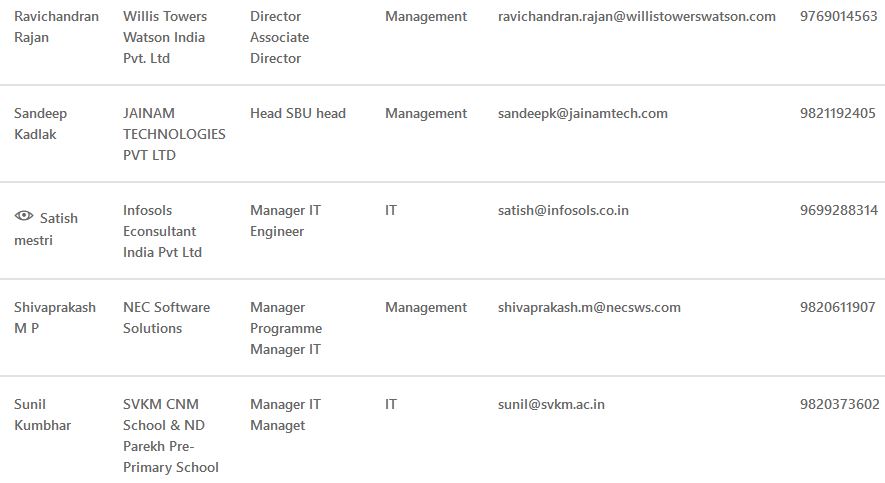 Ravichandran Willis Towers Director Management ravichandran.rajan@willistowerswatson.com 9769014563
Rajan Watson India Associate
Pvt. Ltd Director
Sandeep JAINAM Head SBU head Management sandeepk@jainamtech.com 9821192405
Kadlak TECHNOLOGIES
PVT LTD
Satish Infosols Manager IT IT satish@infosols.co.in 9699288314
mestri Econsultant Engineer
India Pvt Ltd
Shivaprakash NEC Software Manager Management shivaprakash.m@necsws.com 9820611907
M P Solutions Programme
Manager IT
Sunil SVKM CNM Manager IT IT sunil@svkm.ac.in 9820373602
Kumbhar School & ND Managet
Parekh Pre-
Primary School